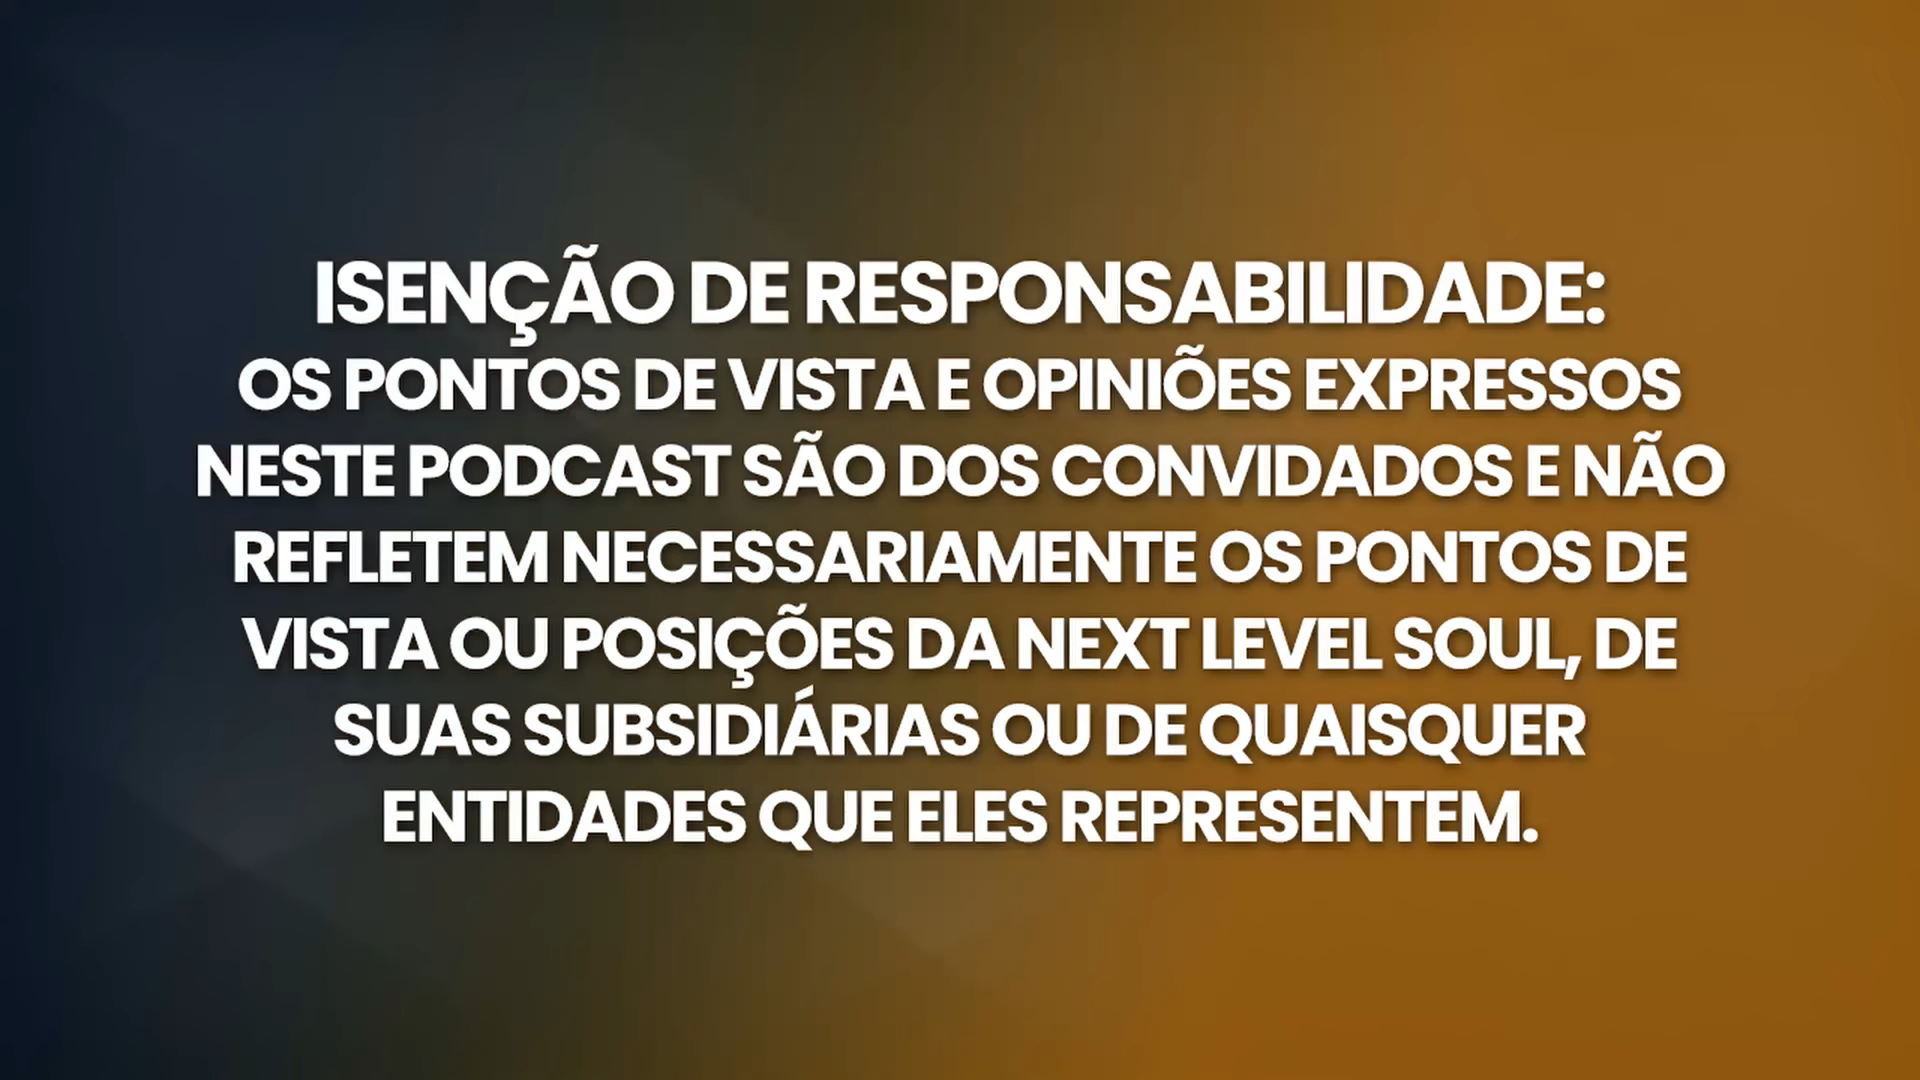 ISENÇÃO DE RESPONSABILIDADE:
OS PONTOS DE VISTA E OPINIÕES EXPRESSOS
NESTE PODCAST SÃO DOS CONVIDADOS E NÃO
REFLETEM NECESSARIAMENTE OS PONTOS DE
VISTA OU POSIÇÕES DA NEXT LEVEL SOUL, DE
SUAS SUBSIDIÁRIAS OU DE QUAISQUER
ENTIDADES QUE ELES REPRESENTEM.